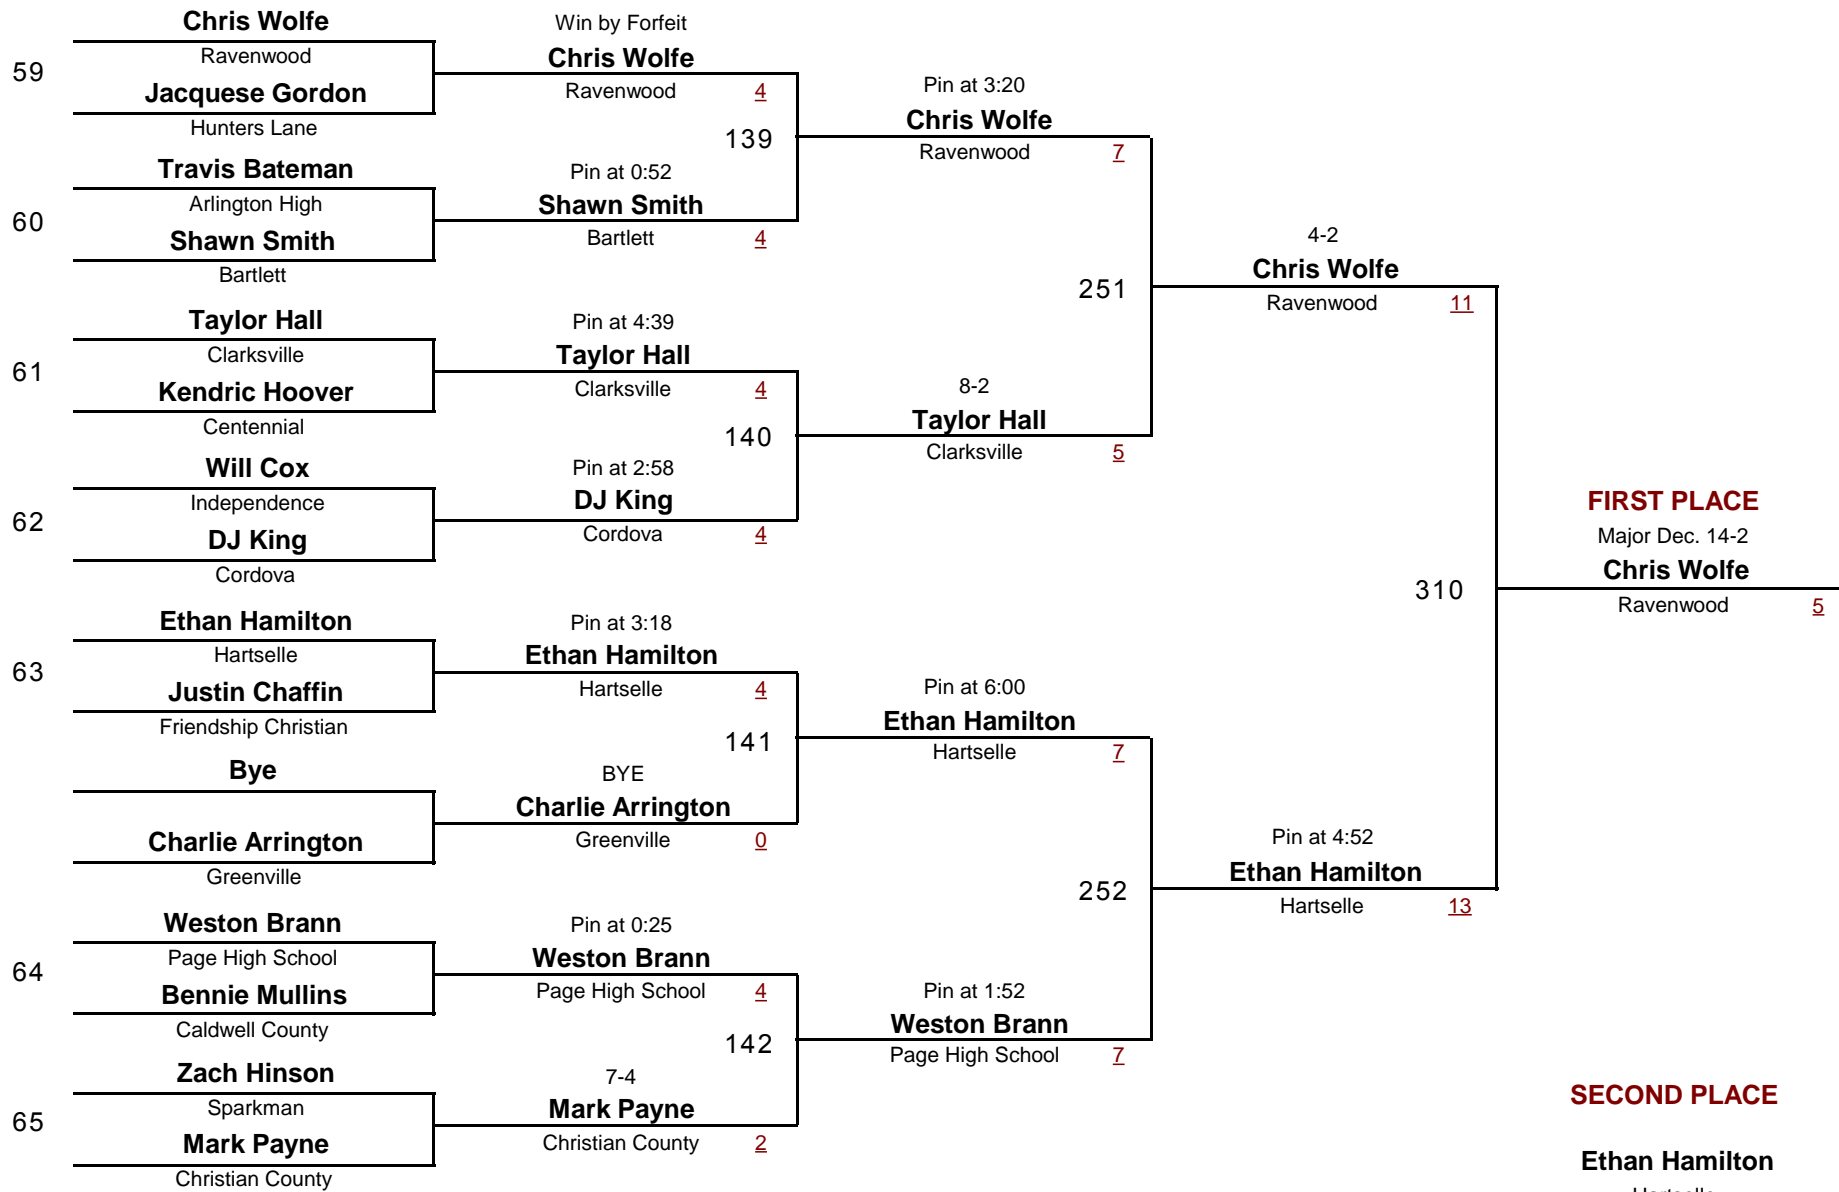 Chris Wolfe
Ravenwood
59
Jacquese Gordon
Hunters Lane
Travis Bateman
Arlington High
60
Shawn Smith
Bartlett
Taylor Hall
Clarksville
61
Kendric Hoover
Centennial
Will Cox
Independence
62
DJ King
Cordova
Ethan Hamilton
Hartselle
63
Justin Chaffin
Friendship Christian
Bye
Charlie Arrington
Greenville
Weston Brann
Page High School
64
Bennie Mullins
Caldwell County
Zach Hinson
Sparkman
65
Mark Payne
Christian County
Win by Forfeit
Chris Wolfe
Ravenwood 4
139
Pin at 0:52
Shawn Smith
Bartlett 4
Pin at 4:39
Taylor Hall
Clarksville 4
140
Pin at 2:58
DJ King
Cordova 4
Pin at 3:18
Ethan Hamilton
Hartselle 4
141
BYE
Charlie Arrington
Greenville 0
Pin at 0:25
Weston Brann
Page High School 4
142
7-4
Mark Payne
Christian County 2
Pin at 3:20
Chris Wolfe
Ravenwood 7
251
8-2
Taylor Hall
Clarksville 5
Pin at 6:00
Ethan Hamilton
Hartselle 7
252
Pin at 1:52
Weston Brann
Page High School 7
4-2
Chris Wolfe
Ravenwood 11
310
Pin at 4:52
Ethan Hamilton
Hartselle 13
FIRST PLACE
Major Dec. 14-2
Chris Wolfe
Ravenwood 5
SECOND PLACE
Ethan Hamilton
Hartselle